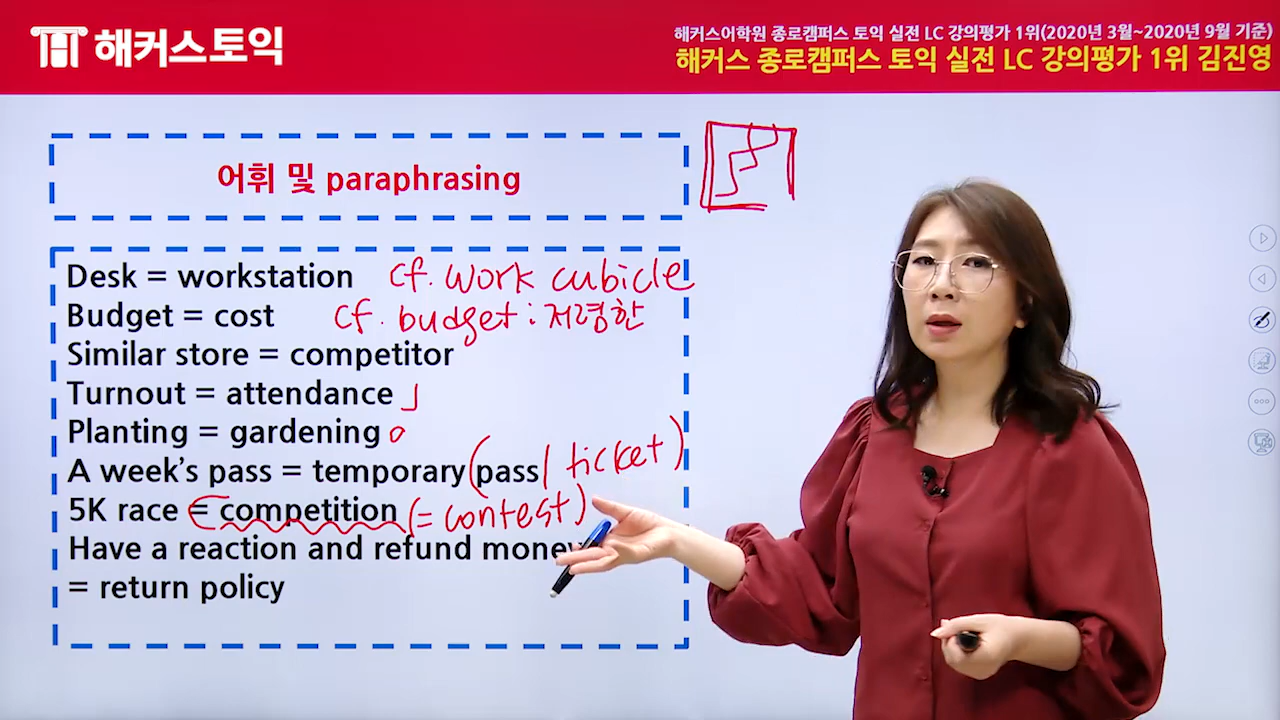 해커스토익
해커스어학원 종로캠퍼스 토익 실전 LC 강의평가 1위(2020년 3월~2020년 9월 기준)
해커스 종로캠퍼스 토익 실전 LC 강의평가 1위 김진영
어휘 및 paraphrasing
Desk = workstation cf. work cubicle
Budget = cost cf. budget : 저렴한
Similar store = competitor
Turnout = attendance
Planting = gardening
A week's pass = temporary (pass / ticket)
5K race = competition (= contest)
Have a reaction and refund money
= return policy